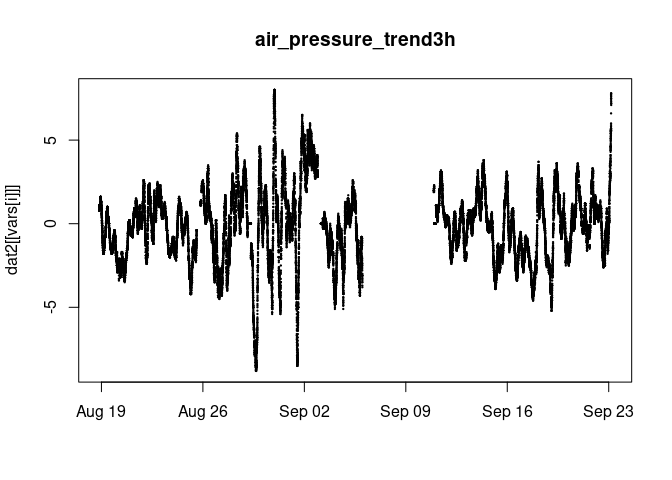 air_pressure_trend3h
dat2[[vars[i]]]
5
0
-5
Aug 19 Aug 26 Sep 02 Sep 09 Sep 16 Sep 23